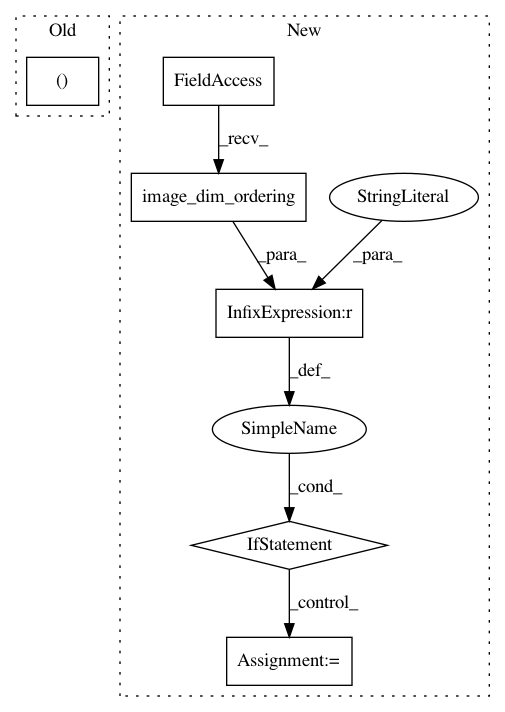 Old
New
()
FieldAccess
_recv_
image_dim_ordering
StringLiteral
_para_
_para_
InfixExpression:r
_def_
SimpleName
_cond_
IfStatement
_control_
Assignment:=